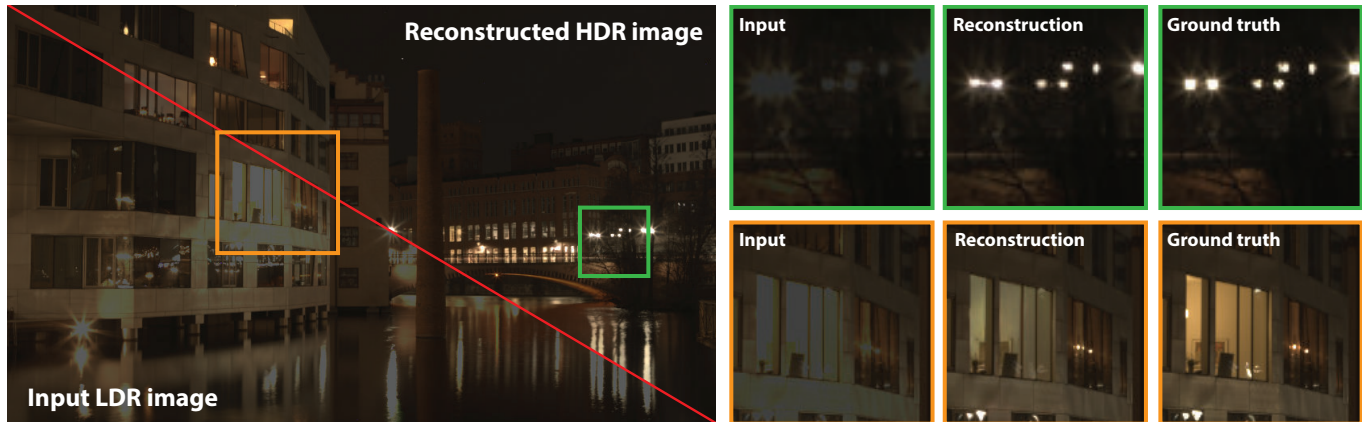 Reconstructed HDR image
Input LDR image
Input
Reconstruction
Ground truth
Input
Reconstruction
Ground truth